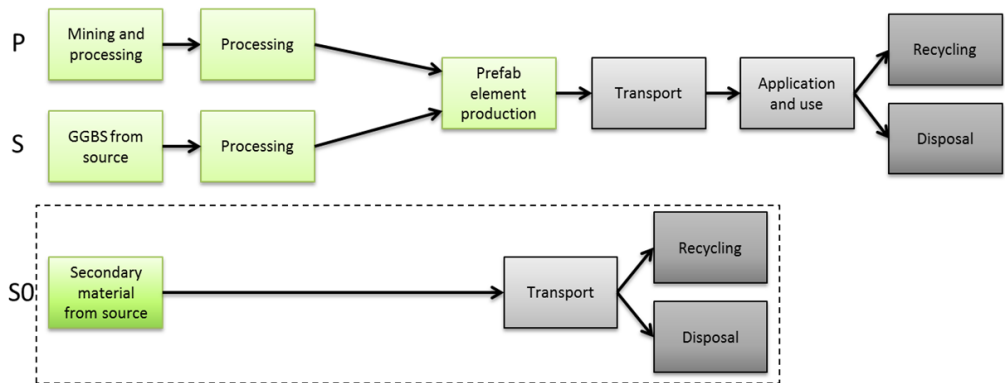 P
Mining and
processing
Processing
Prefab
element
production
Transport
Application
and use
Recycling
Disposal
S
GGBS from
source
Processing
S0
Secondary
material
from source
Transport
Recycling
Disposal